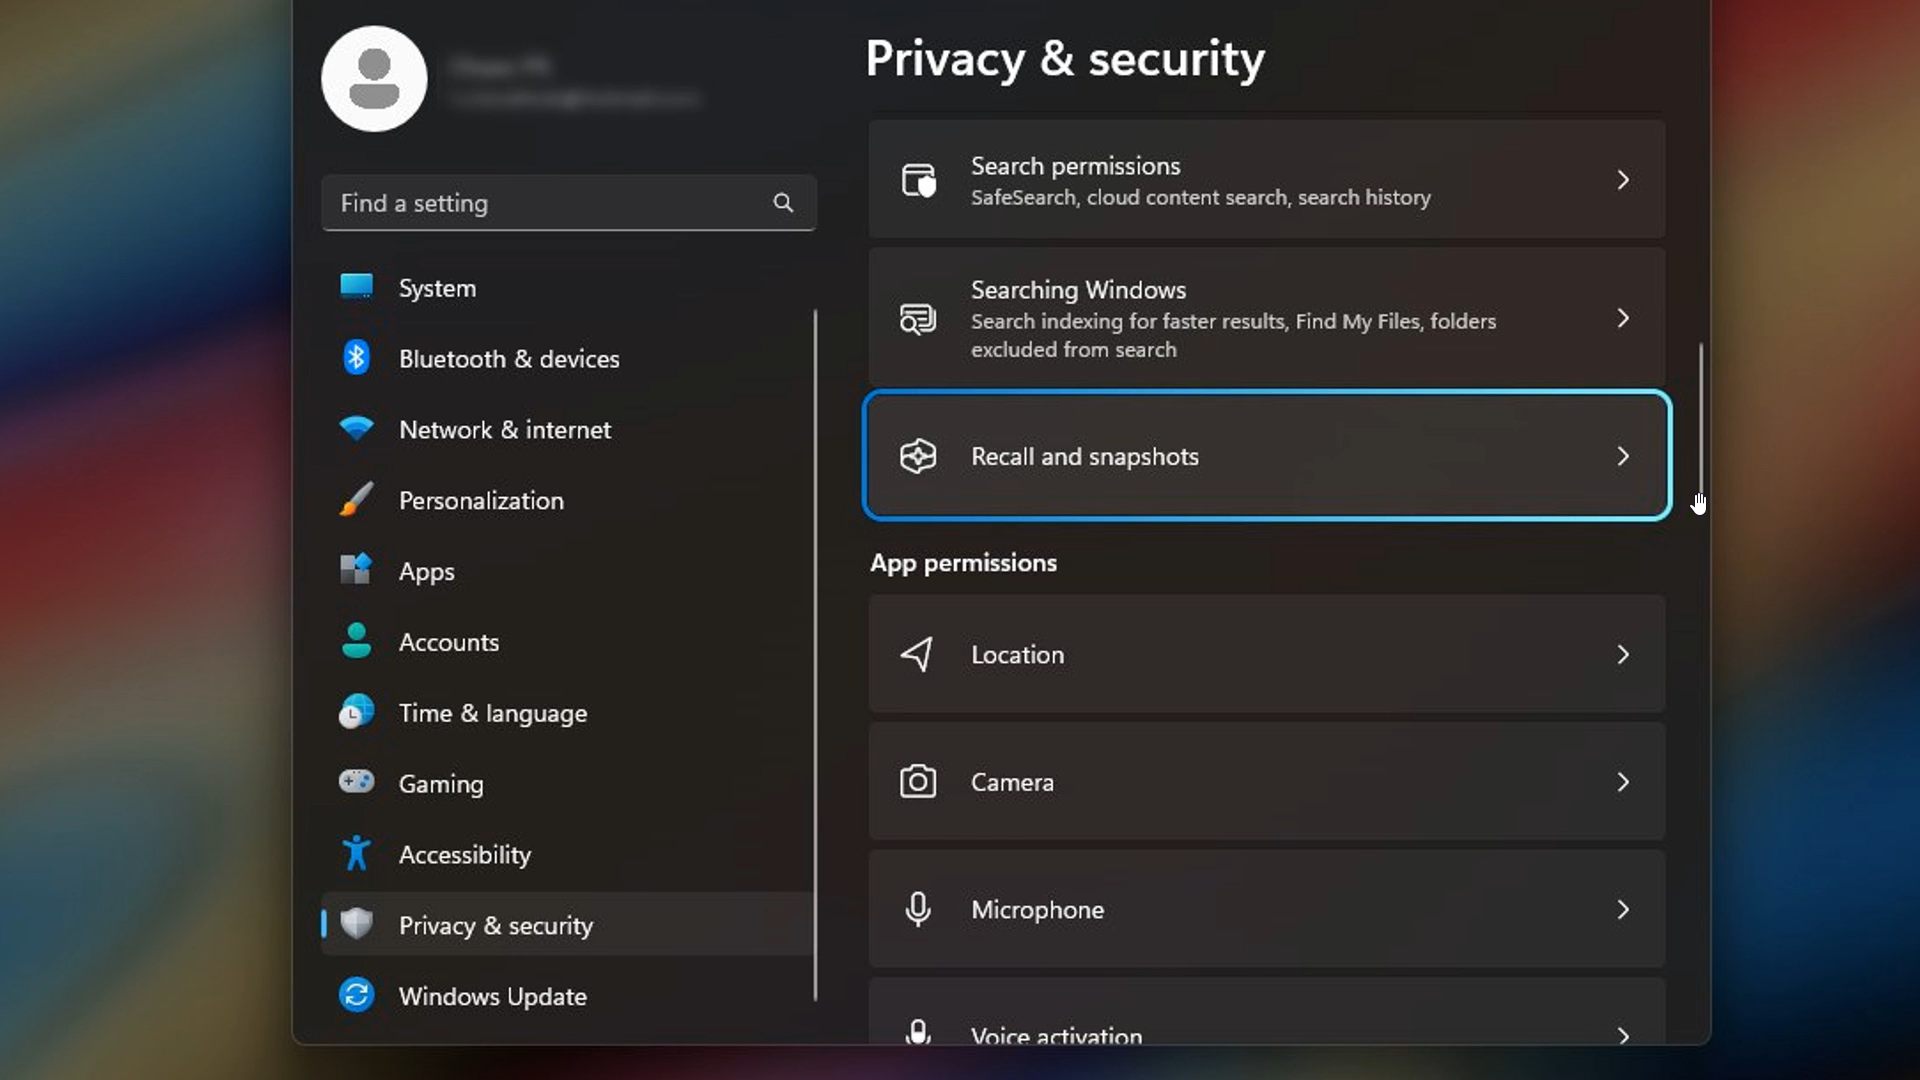 Privacy & security
Find a setting
System
Bluetooth & devices
Network & internet
Personalization
Apps
Accounts
Time & language
Gaming
Accessibility
Privacy & security
Windows Update
Search permissions
SafeSearch, cloud content search, search history
Searching Windows
Search indexing for faster results, Find My Files, folders
excluded from search
Recall and snapshots
App permissions
Location
Camera
Microphone
Voice activation